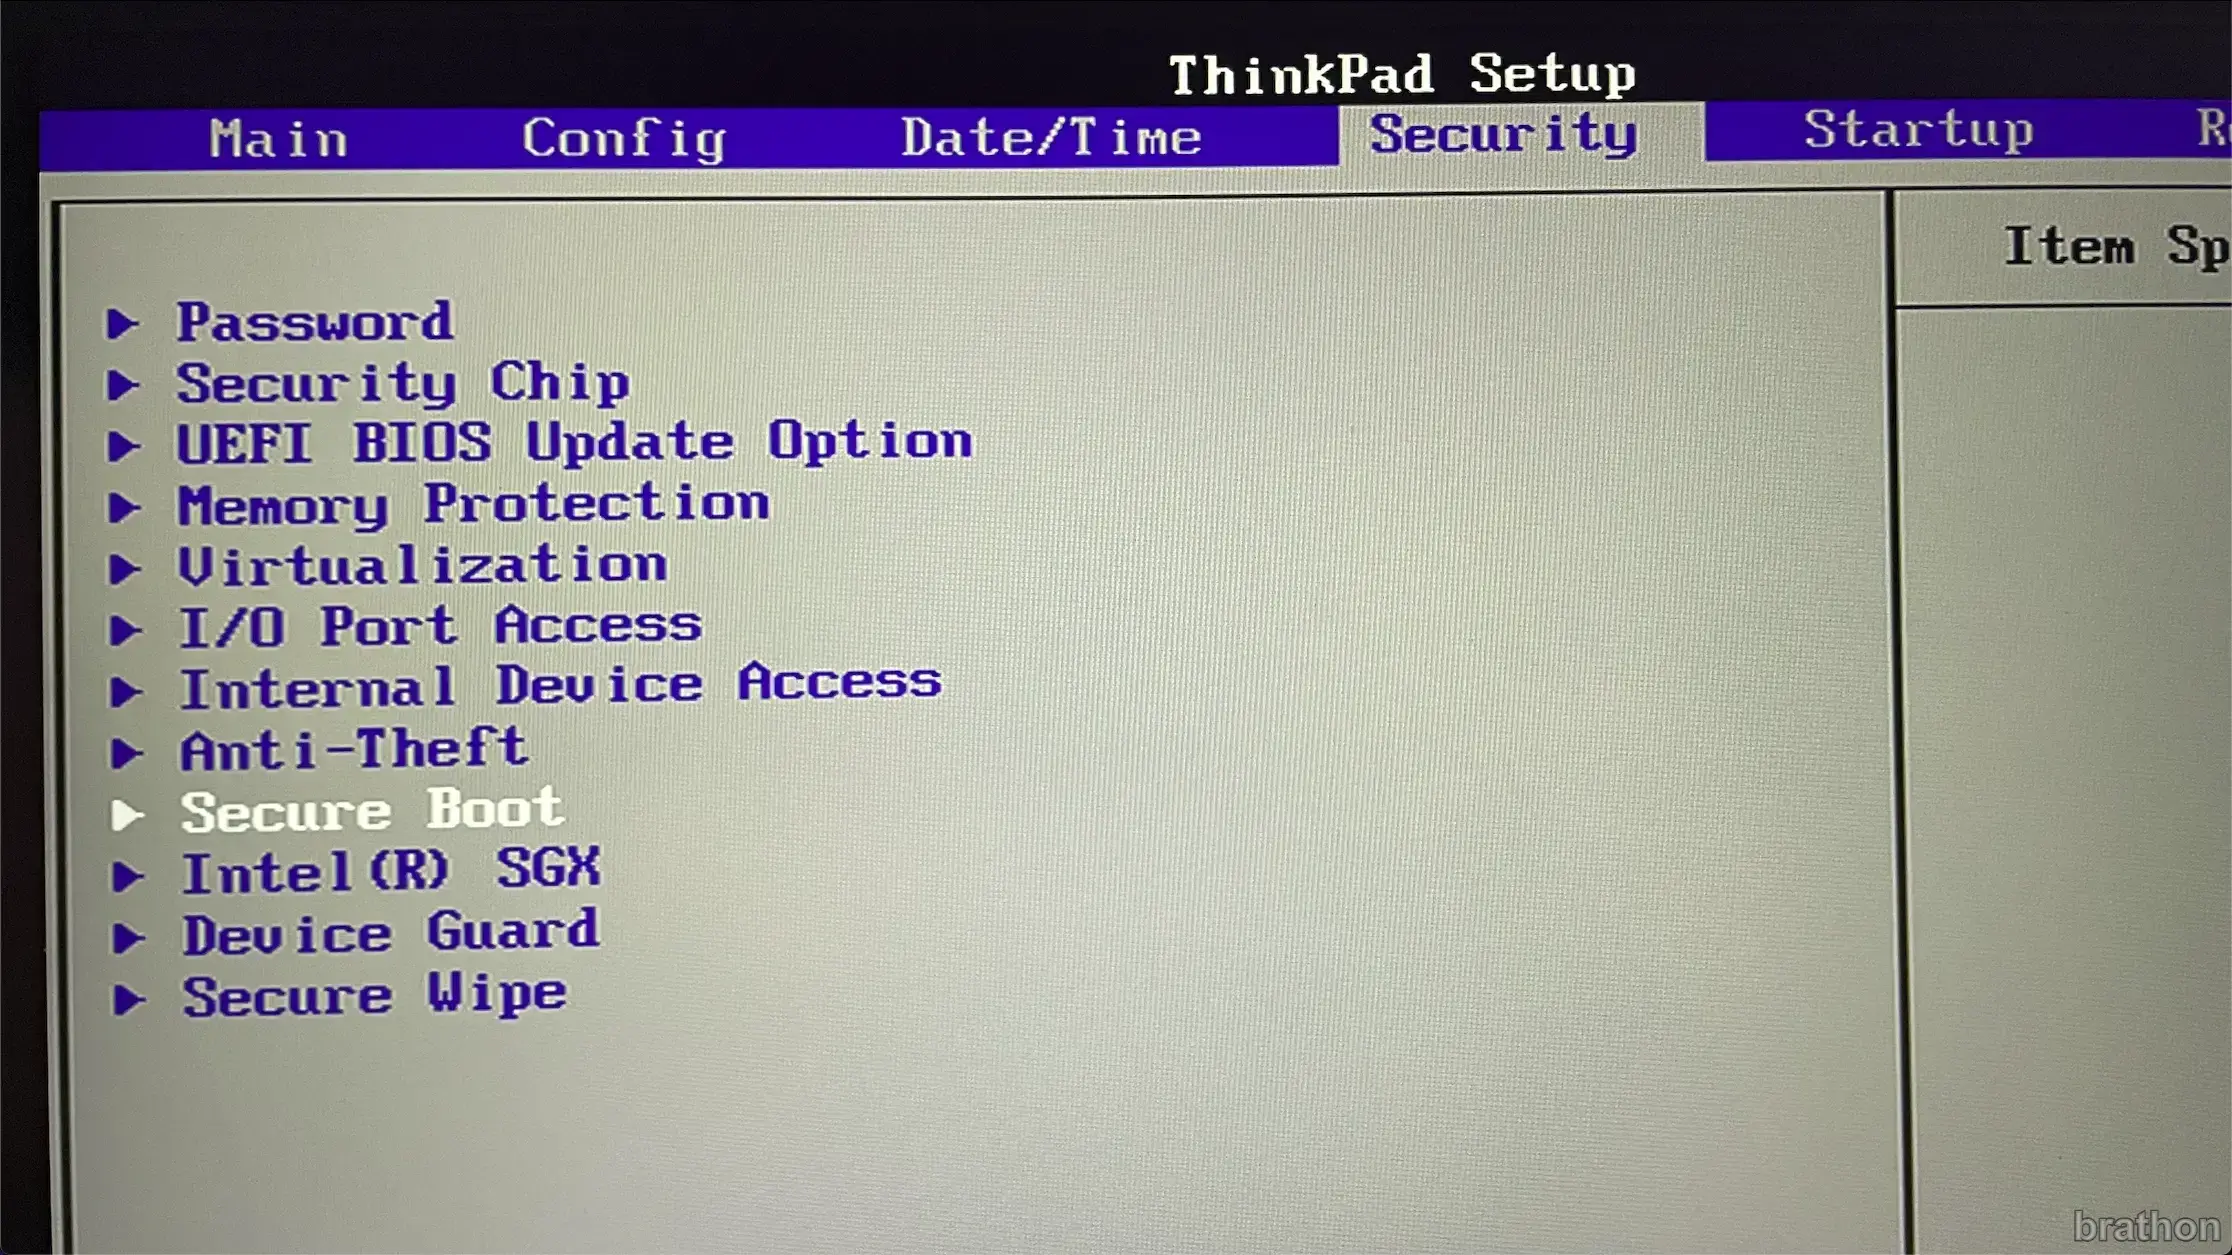 ThinkPad Setup
Main Config Date/Time Security Startup
Item
Password
Security Chip
UEFI BIOS Update Option
Memory Protection
Virtualization
I/O Port Access
Internal Device Access
Anti-Theft
Secure Boot
Intel(R) SGX
Device Guard
Secure Wipe
brathon